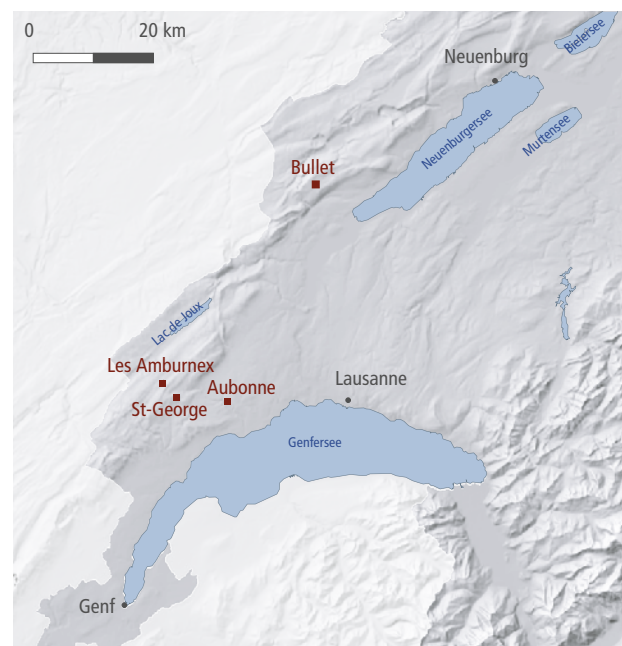 0 20 km
Bielersee
Neuenburg
Murtensee
Neuenburgersee
Bullet
Lac de Joux
Les Amburnex
Aubonne
Lausanne
St-George
Genfersee
Genf